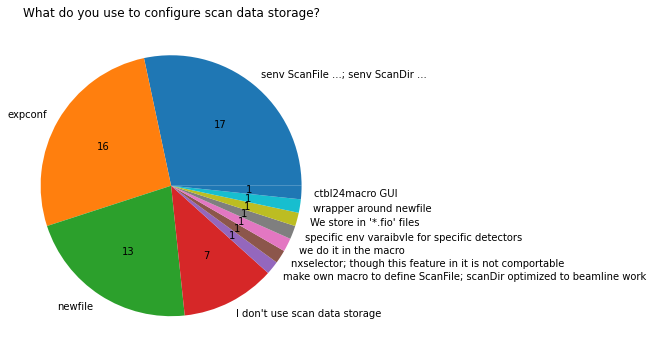 What do you use to configure scan data storage?
senv ScanFile ...; senv ScanDir ...
17
expconf
16
13
newfile
7
I don't use scan data storage
1
make own macro to define ScanFile; scanDir optimized to beamline work
1
nxselector; though this feature in it is not comportable
1
we do it in the macro
1
specific env varaibvle for specific detectors
1
We store in '*.fio' files
1
wrapper around newfile
1
ctbl24macro GUI